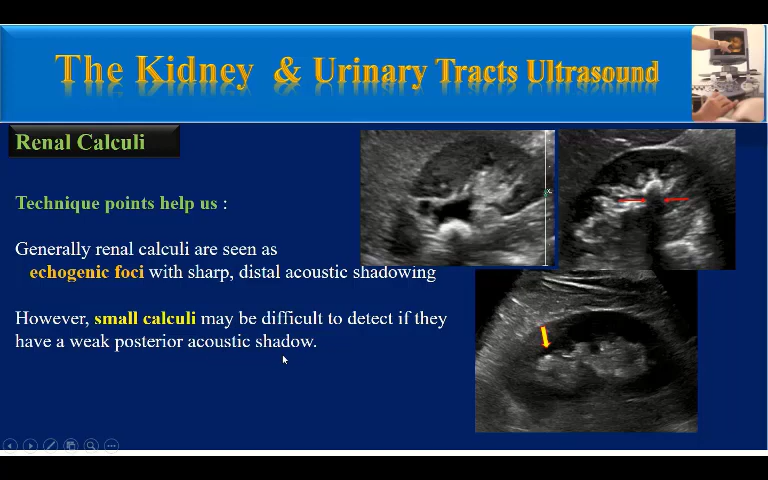 The Kidney & Urinary Tracts Ultrasound
Renal Calculi
Technique points help us :
Generally renal calculi are seen as
echogenic foci with sharp, distal acoustic shadowing
However, small calculi may be difficult to detect if they
have a weak posterior acoustic shadow.